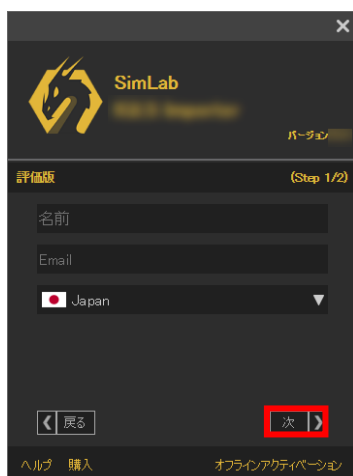 SimLab
バージョン
評価版 (Step 1/2)
名前
Email
Japan
戻る 次
ヘルプ 購入 オフラインアクティベーション